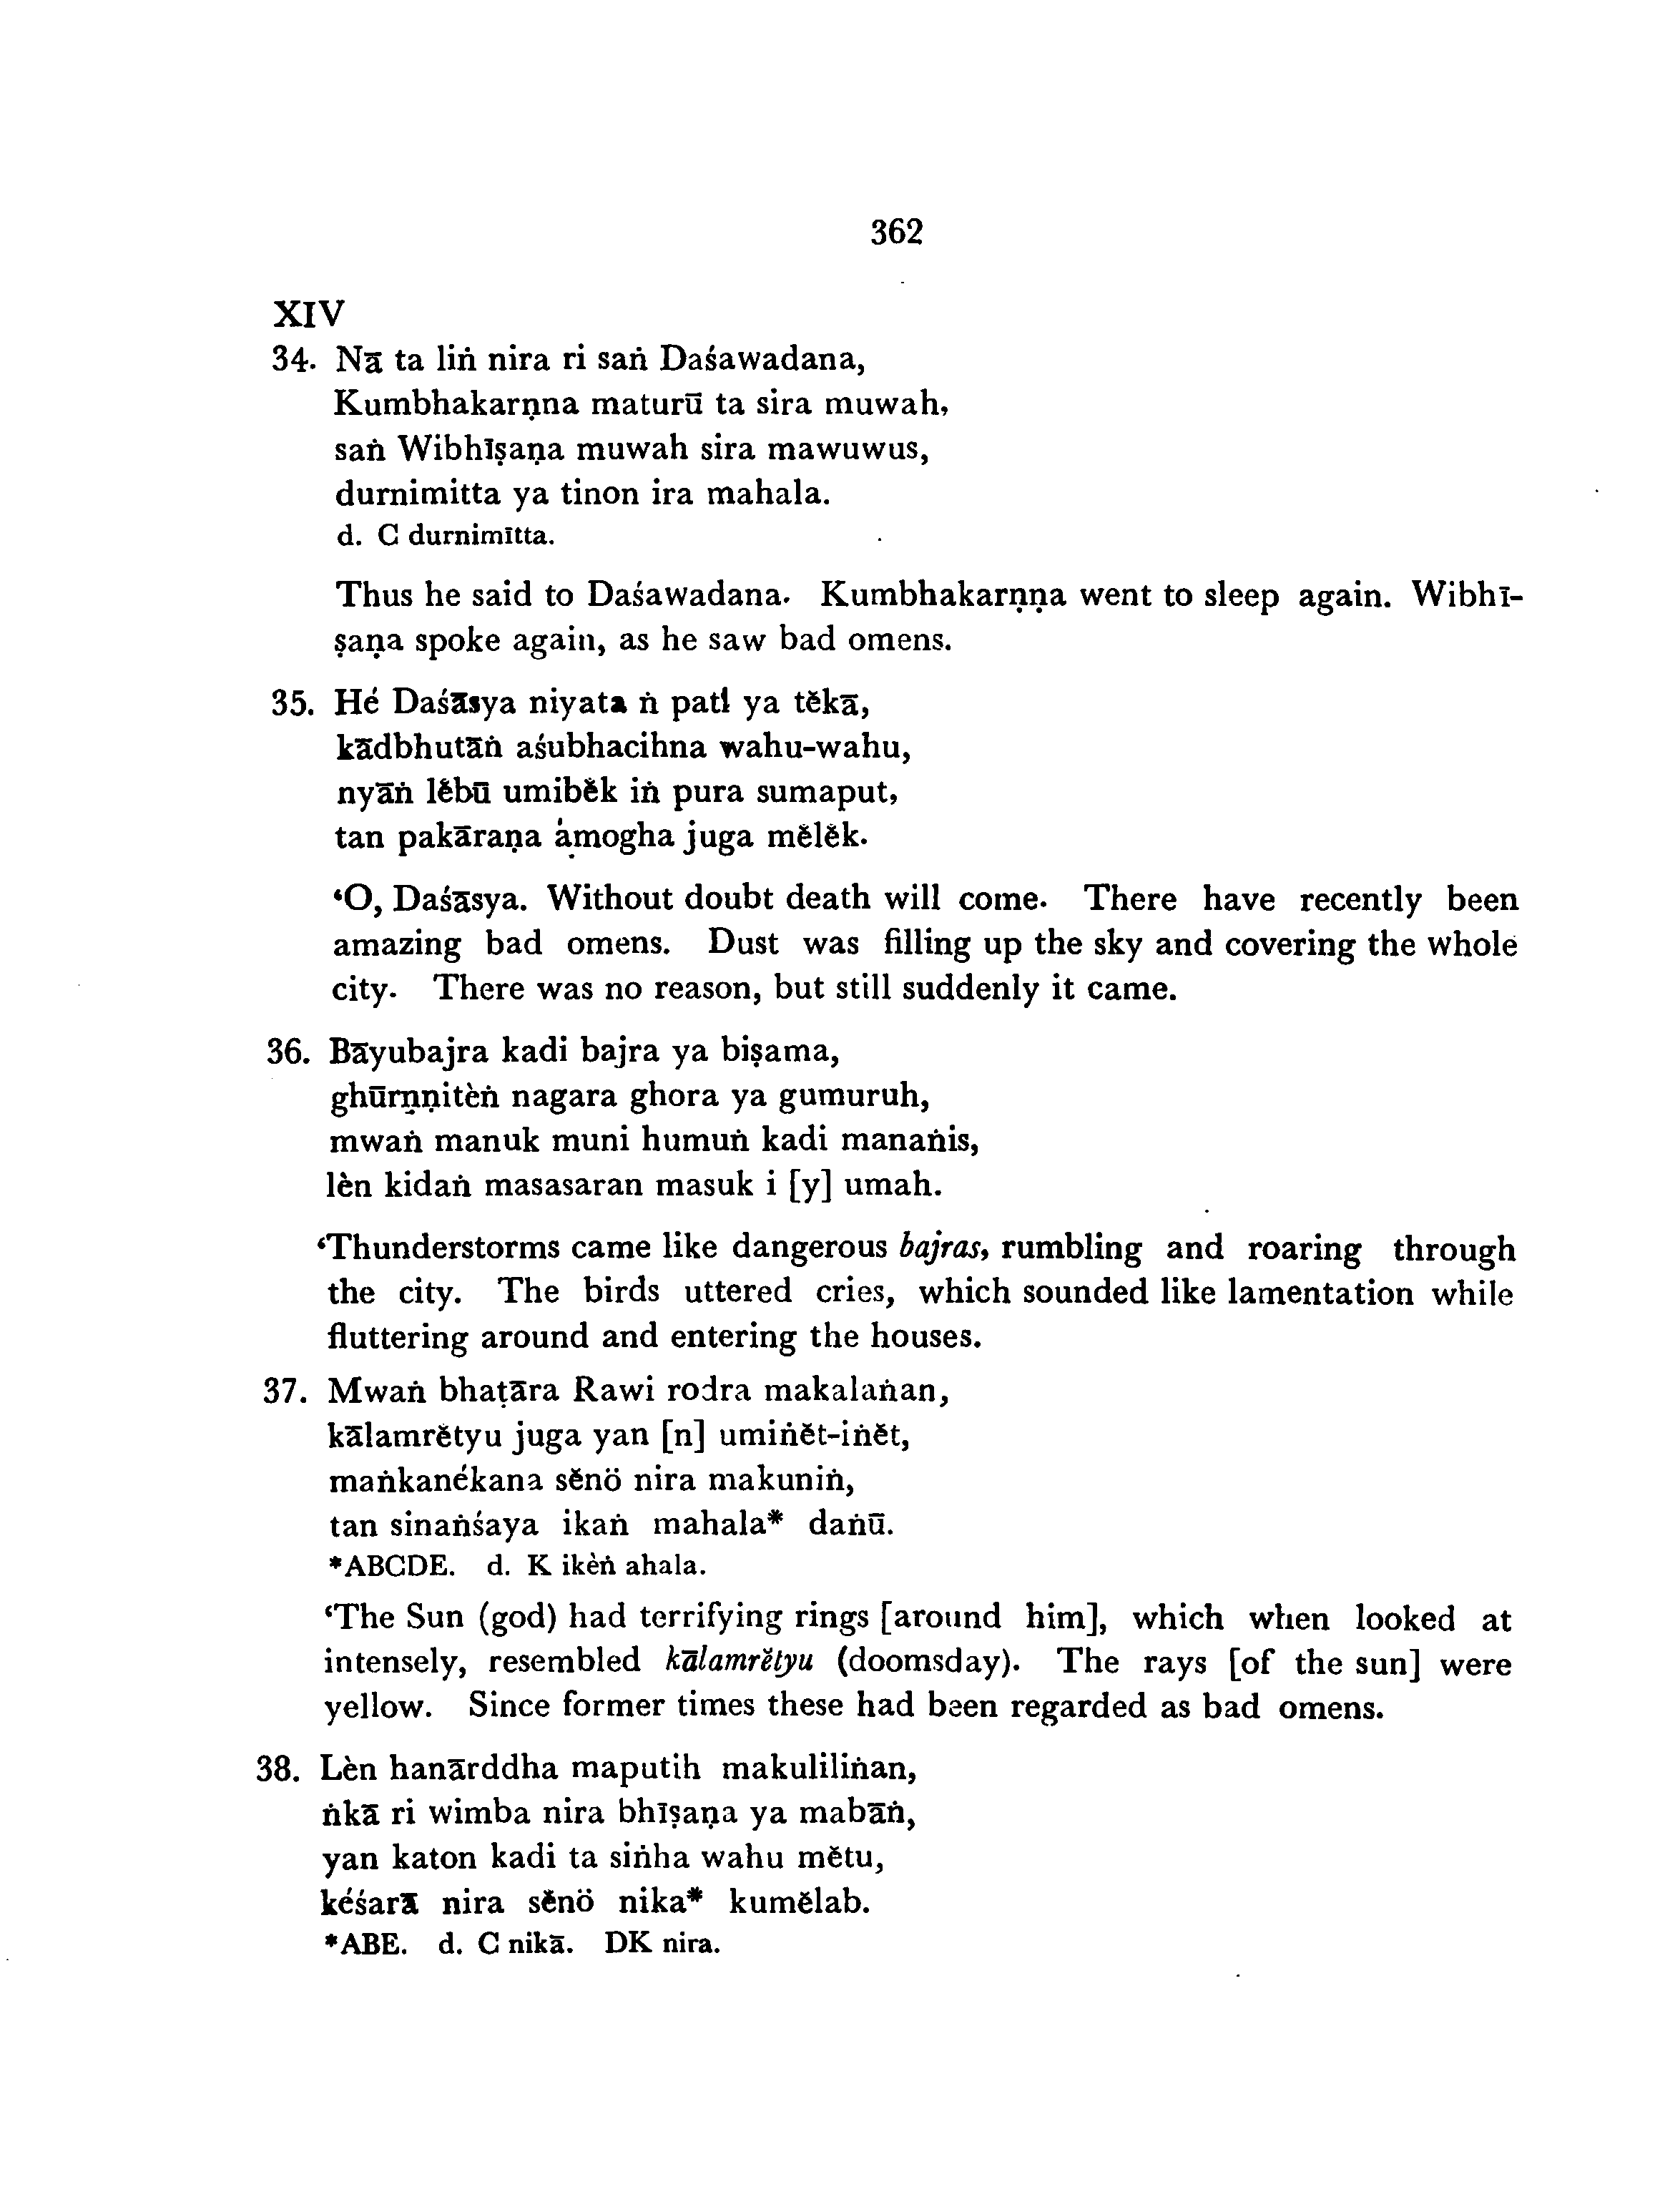 362
XIV
34. Nā ta liṅ nira ri saṅ Daśawadana,
Kumbhakarṇna maturū ta sira muwah,
saṅ Wibhīṣaṇa muwah sira mawuwus,
durnimitta ya tinon ira mahala.
d. C durnimītta.
Thus he said to Daśawadana. Kumbhakarṇṇa went to sleep again. Wibhī-
ṣaṇa spoke again, as he saw bad omens.
35. Hé Daśāsya niyata ṅ pati ya tĕkā,
kādbhutāṅ aśubhacihna wahu-wahu,
nyāṅ lĕbū umibĕk iṅ pura sumaput,
tan pakāraṇa ámogha juga mĕlĕk.
‘O, Daśāsya. Without doubt death will come. There have recently been
amazing bad omens. Dust was filling up the sky and covering the whole
city. There was no reason, but still suddenly it came.
36. Bāyubajra kadi bajra ya biṣama,
ghūrṇṇitèṅ nagara ghora ya gumuruh,
mwaṅ manuk muni humuṅ kadi manaṅis,
lèn kidaṅ masasaran masuk i [y] umah.
‘Thunderstorms came like dangerous bajras, rumbling and roaring through
the city. The birds uttered cries, which sounded like lamentation while
fluttering around and entering the houses.
37. Mwaṅ bhaṭāra Rawi rodra makalaṅan,
kālamrĕtyu juga yan [n] umiṅĕt-iṅĕt,
maṅkanékana sĕnö nira makuniṅ,
tan sinaṅśaya ikaṅ mahala* daṅū.
*ABCDE. d. K ikèṅ ahala.
‘The Sun (god) had terrifying rings [around him], which when looked at
intensely, resembled kālamrĕtyu (doomsday). The rays [of the sun] were
yellow. Since former times these had been regarded as bad omens.
38. Lèn hanārddha maputih makuliliṅan,
ṅkā ri wimba nira bhīṣaṇa ya mabāṅ,
yan katon kadi ta siṅha wahu mĕtu,
kéśarā nira sĕnö nika* kumĕlab.
*ABE. d. C nikā. DK nira.